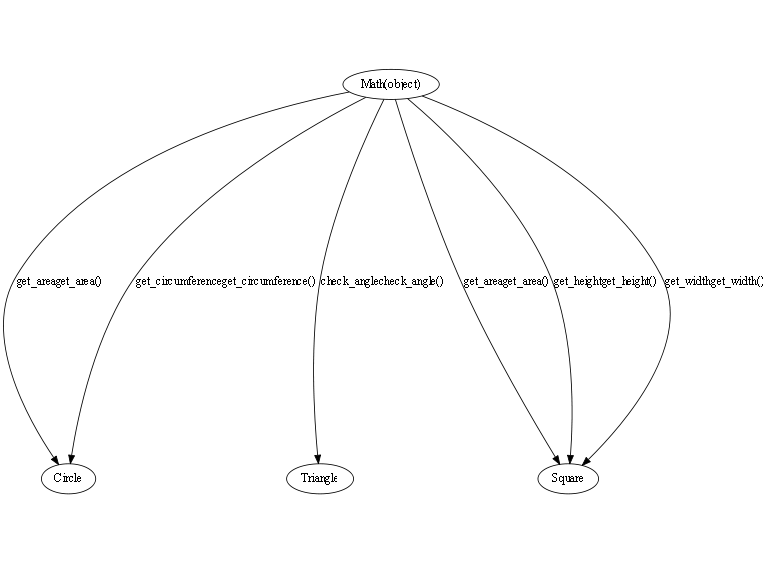 Math(object)
get_areaget_area()
get_circumferenceget_circumference()
check_anglecheck_angle()
get_areaget_area()
get_heightget_height()
get_widthget_width()
Circle
Triangle
Square